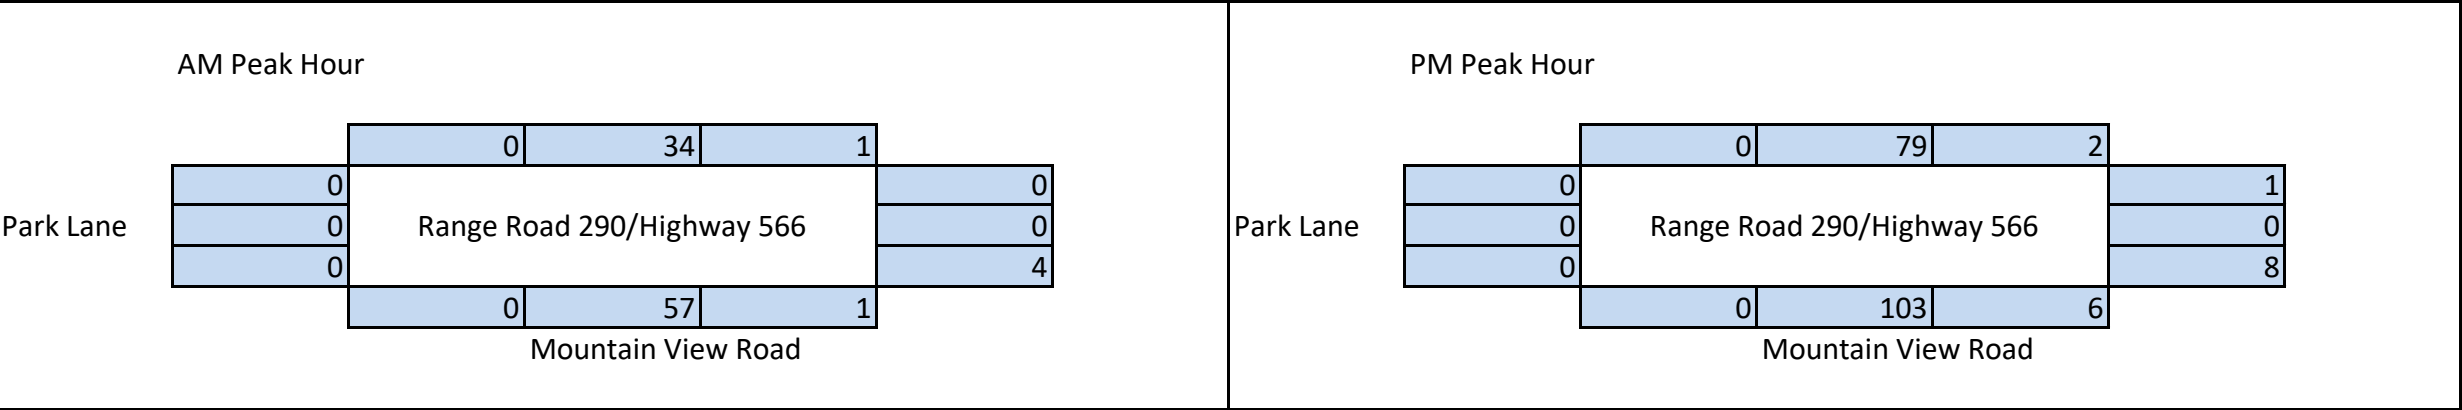 AM Peak Hour
0 34 1
0 0
Park Lane 0 Range Road 290/Highway 566 0
0 4
0 57 1
Mountain View Road
PM Peak Hour
0 79 2
0 1
Park Lane 0 Range Road 290/Highway 566 0
0 8
0 103 6
Mountain View Road